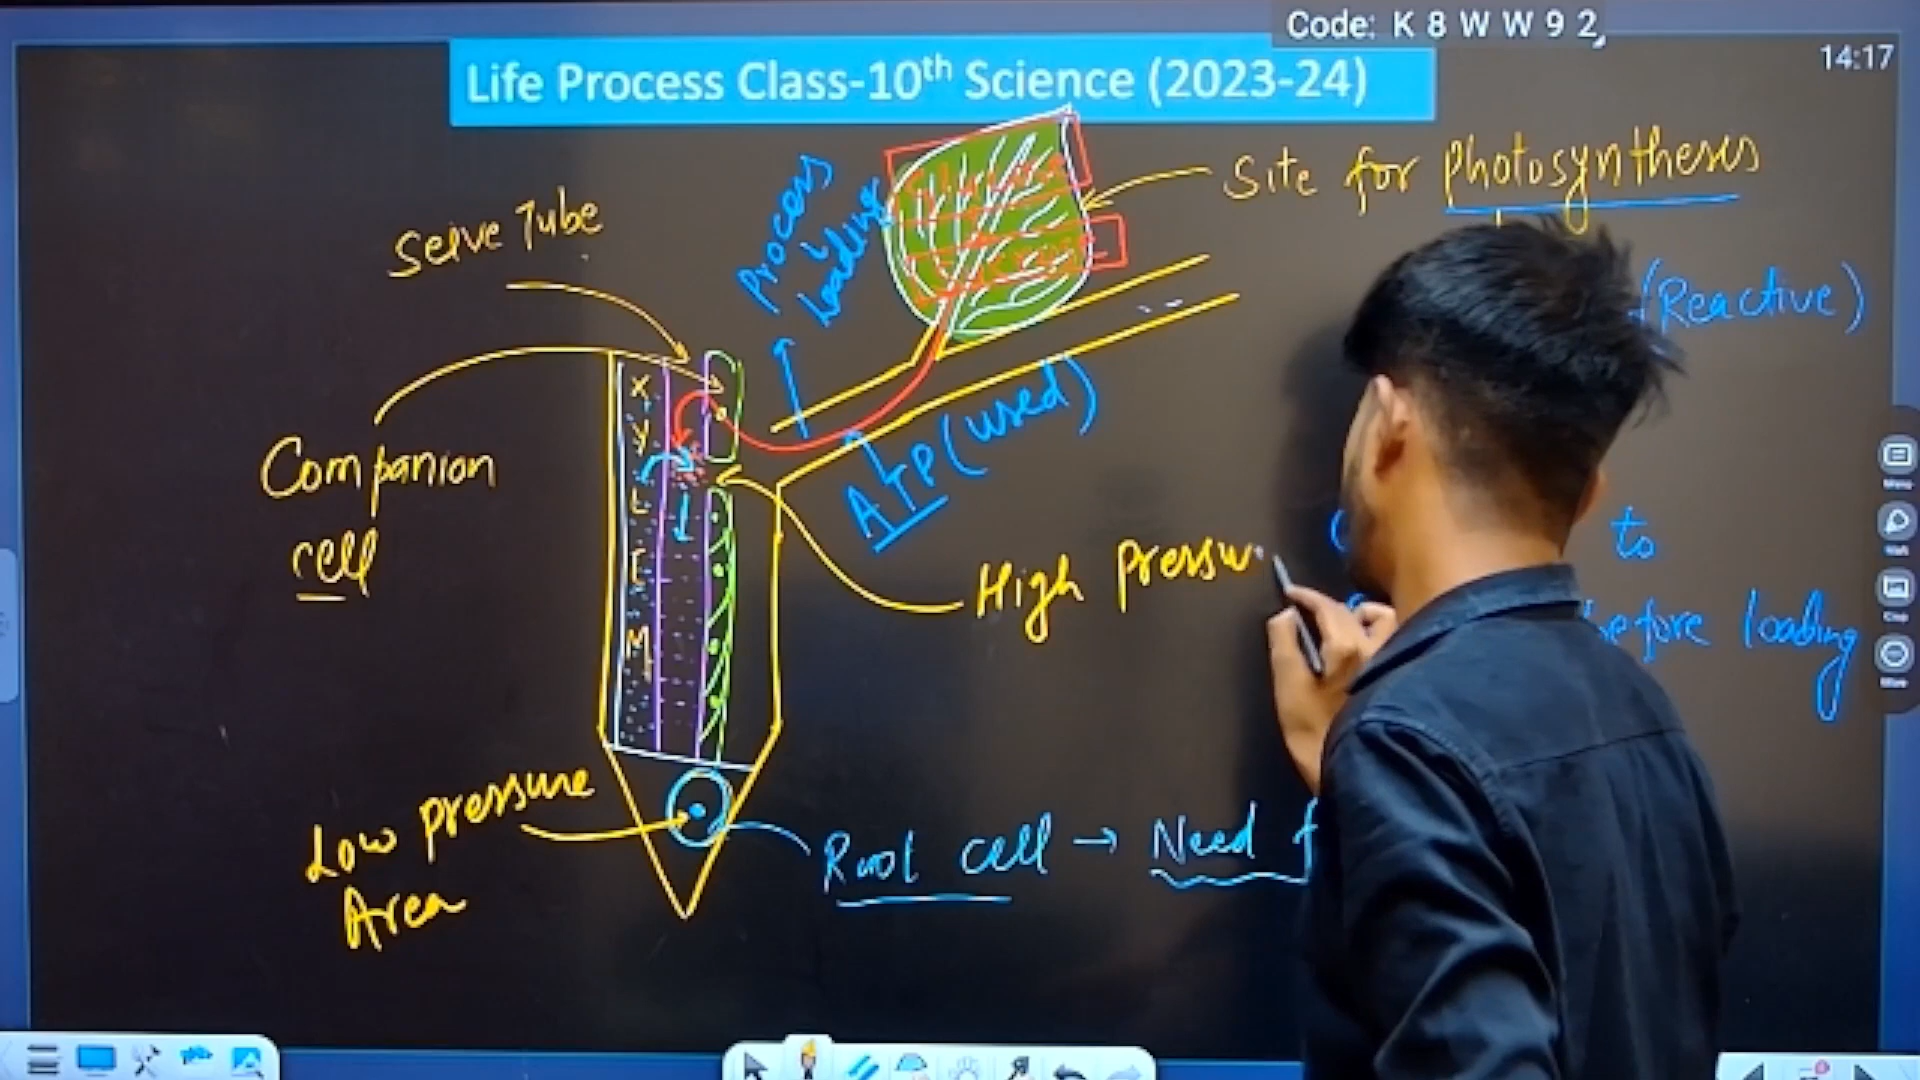 Code: K 8 W W 9 2
14:17
Life Process Class-10th Science (2023-24)
Site for photosynthesis
Process
loading
Seive Tube
(Reactive)
ATP (used)
Companion
cell
X
Y
L
E
M
High Pressu
to
before loading
Low pressure
Area
Root cell → Need f